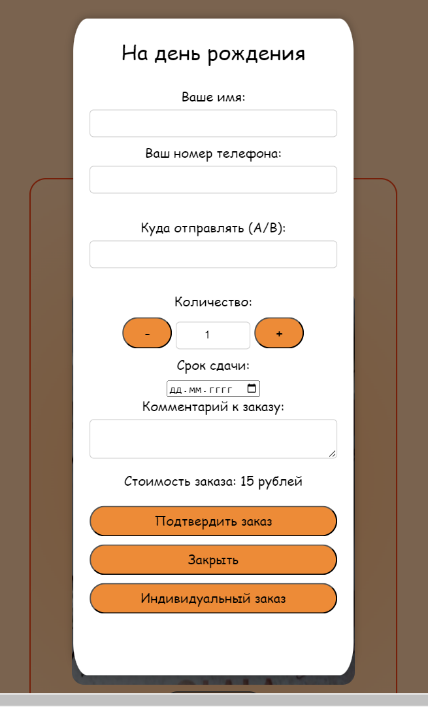 На день рождения
Ваше имя:
Ваш номер телефона:
Куда отправлять (А/В):
Количество:
- 1 +
Срок сдачи:
ДД - ММ - ГГГГ
Комментарий к заказу:
Стоимость заказа: 15 рублей
Подтвердить заказ
Закрыть
Индивидуальный заказ